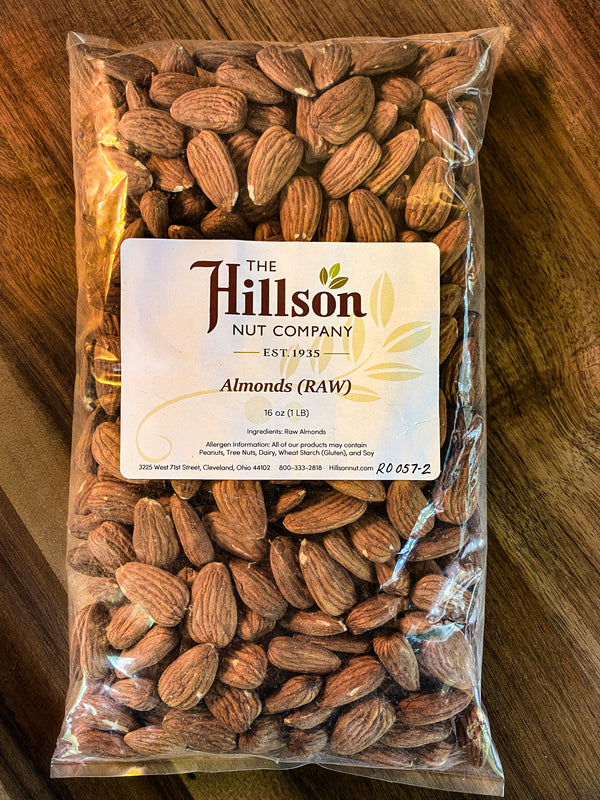 THE
Hillson
NUT COMPANY
EST. 1935
Almonds (RAW)
16 oz (1 LB)
Ingredients: Raw Almonds
Allergen Information: All of our products may contain
Peanuts, Tree Nuts, Dairy, Wheat Starch (Gluten), and Soy
3225 West 71st Street, Cleveland, Ohio 44102 800-333-2818 Hillsonnut.com RO 057-2